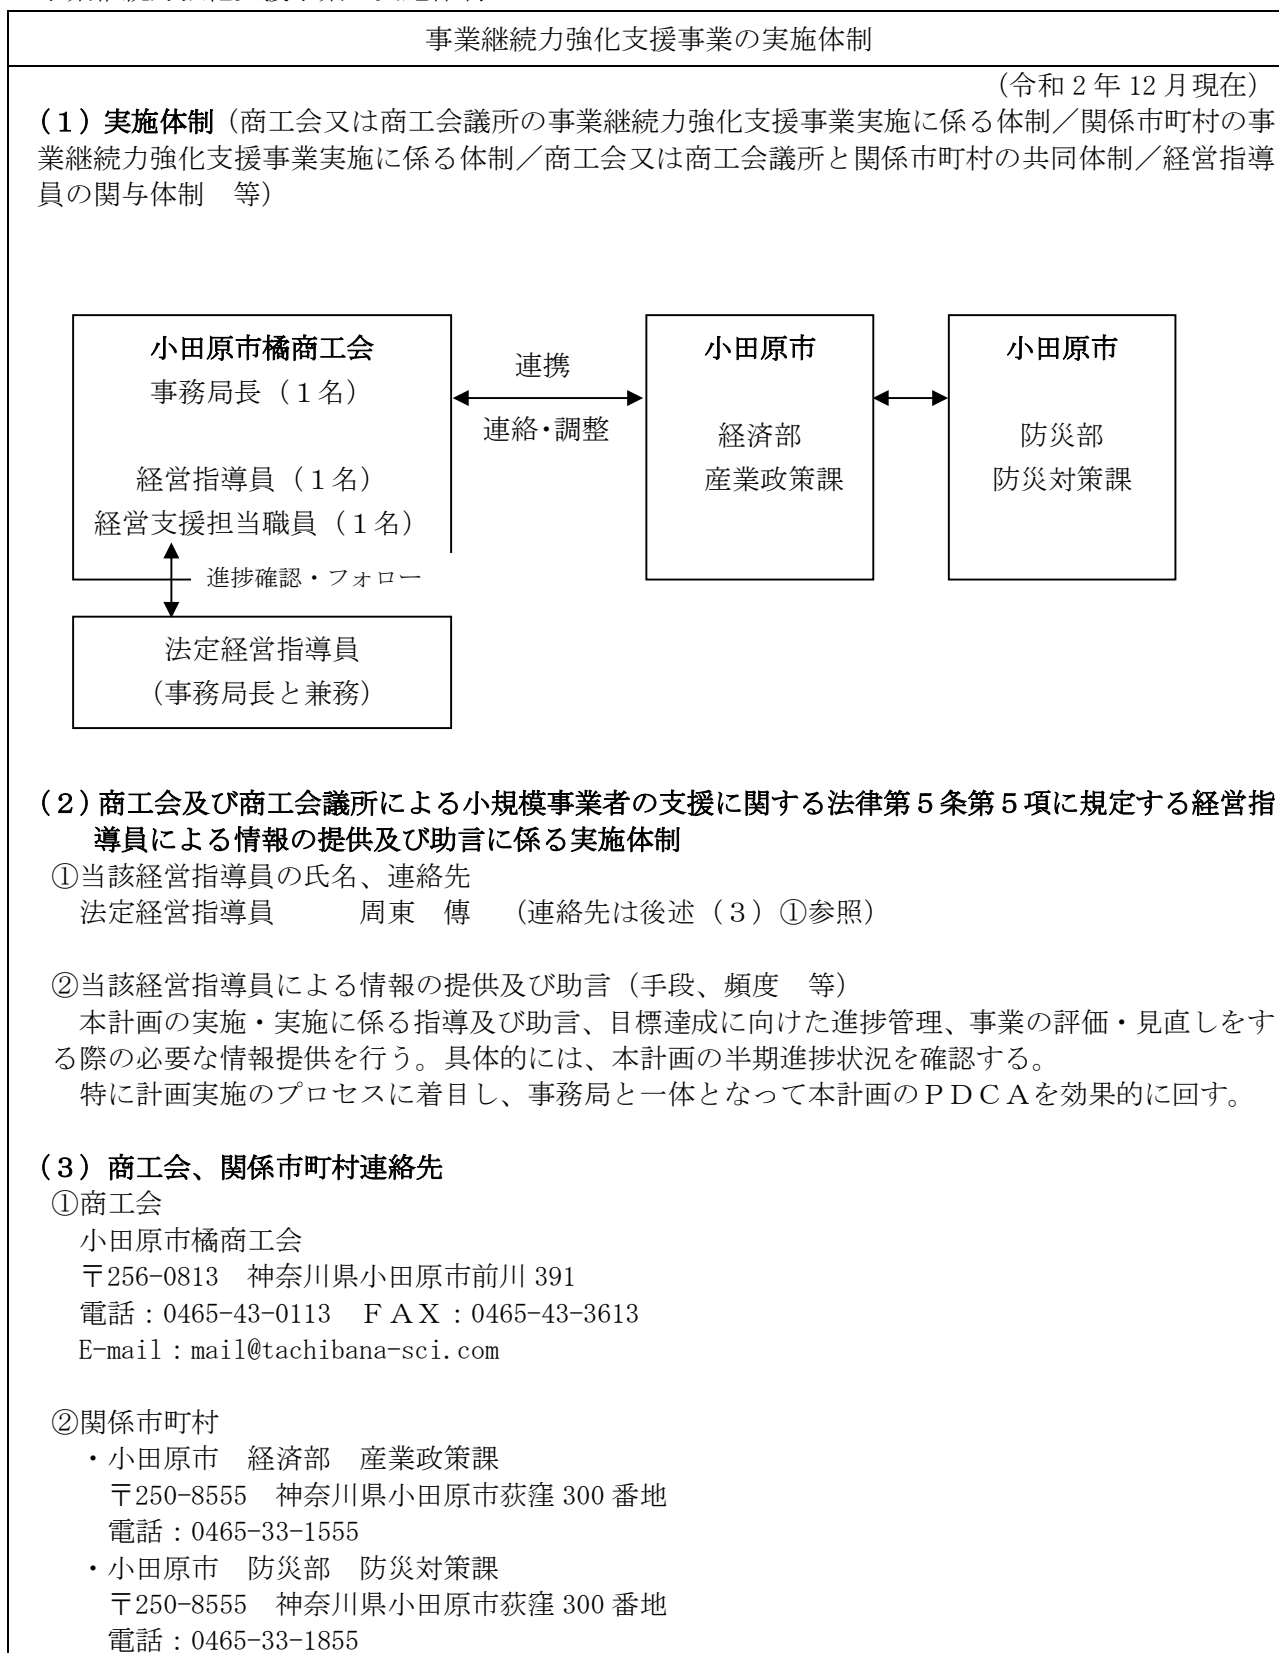 事業継続力強化支援事業の実施体制
（令和２年 12 月現在）
（１）実施体制（商工会又は商工会議所の事業継続力強化支援事業実施に係る体制／関係市町村の事
業継続力強化支援事業実施に係る体制／商工会又は商工会議所と関係市町村の共同体制／経営指導
員の関与体制　等）
小田原市橘商工会
事務局長（１名）
経営指導員（１名）
経営支援担当職員（１名）
連携
連絡・調整
小田原市
経済部
産業政策課
小田原市
防災部
防災対策課
進捗確認・フォロー
法定経営指導員
（事務局長と兼務）
（２）商工会及び商工会議所による小規模事業者の支援に関する法律第５条第５項に規定する経営指
導員による情報の提供及び助言に係る実施体制
①当該経営指導員の氏名、連絡先
法定経営指導員　　　周東　傳　（連絡先は後述（３）①参照）
②当該経営指導員による情報の提供及び助言（手段、頻度　等）
本計画の実施・実施に係る指導及び助言、目標達成に向けた進捗管理、事業の評価・見直しをす
る際の必要な情報提供を行う。具体的には、本計画の半期進捗状況を確認する。
特に計画実施のプロセスに着目し、事務局と一体となって本計画のＰＤＣＡを効果的に回す。
（３）商工会、関係市町村連絡先
①商工会
小田原市橘商工会
〒256-0813　神奈川県小田原市前川 391
電話：0465-43-0113　ＦＡＸ：0465-43-3613
E-mail：mail@tachibana-sci.com
②関係市町村
・小田原市　経済部　産業政策課
〒250-8555　神奈川県小田原市荻窪 300 番地
電話：0465-33-1555
・小田原市　防災部　防災対策課
〒250-8555　神奈川県小田原市荻窪 300 番地
電話：0465-33-1855